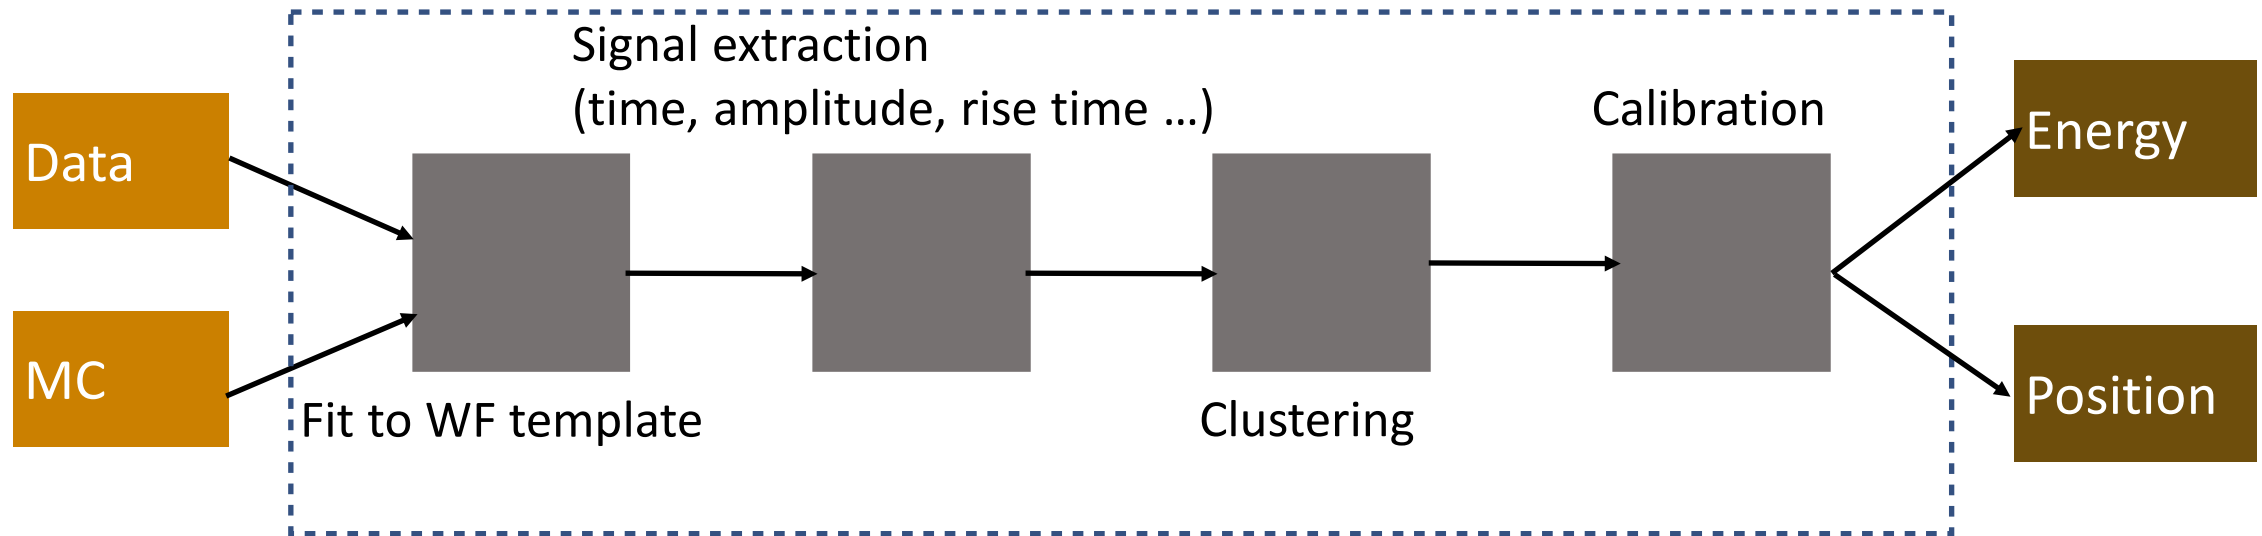 Signal extraction
(time, amplitude, rise time ...)
Calibration
Data
Energy
MC
Fit to WF template
Clustering
Position